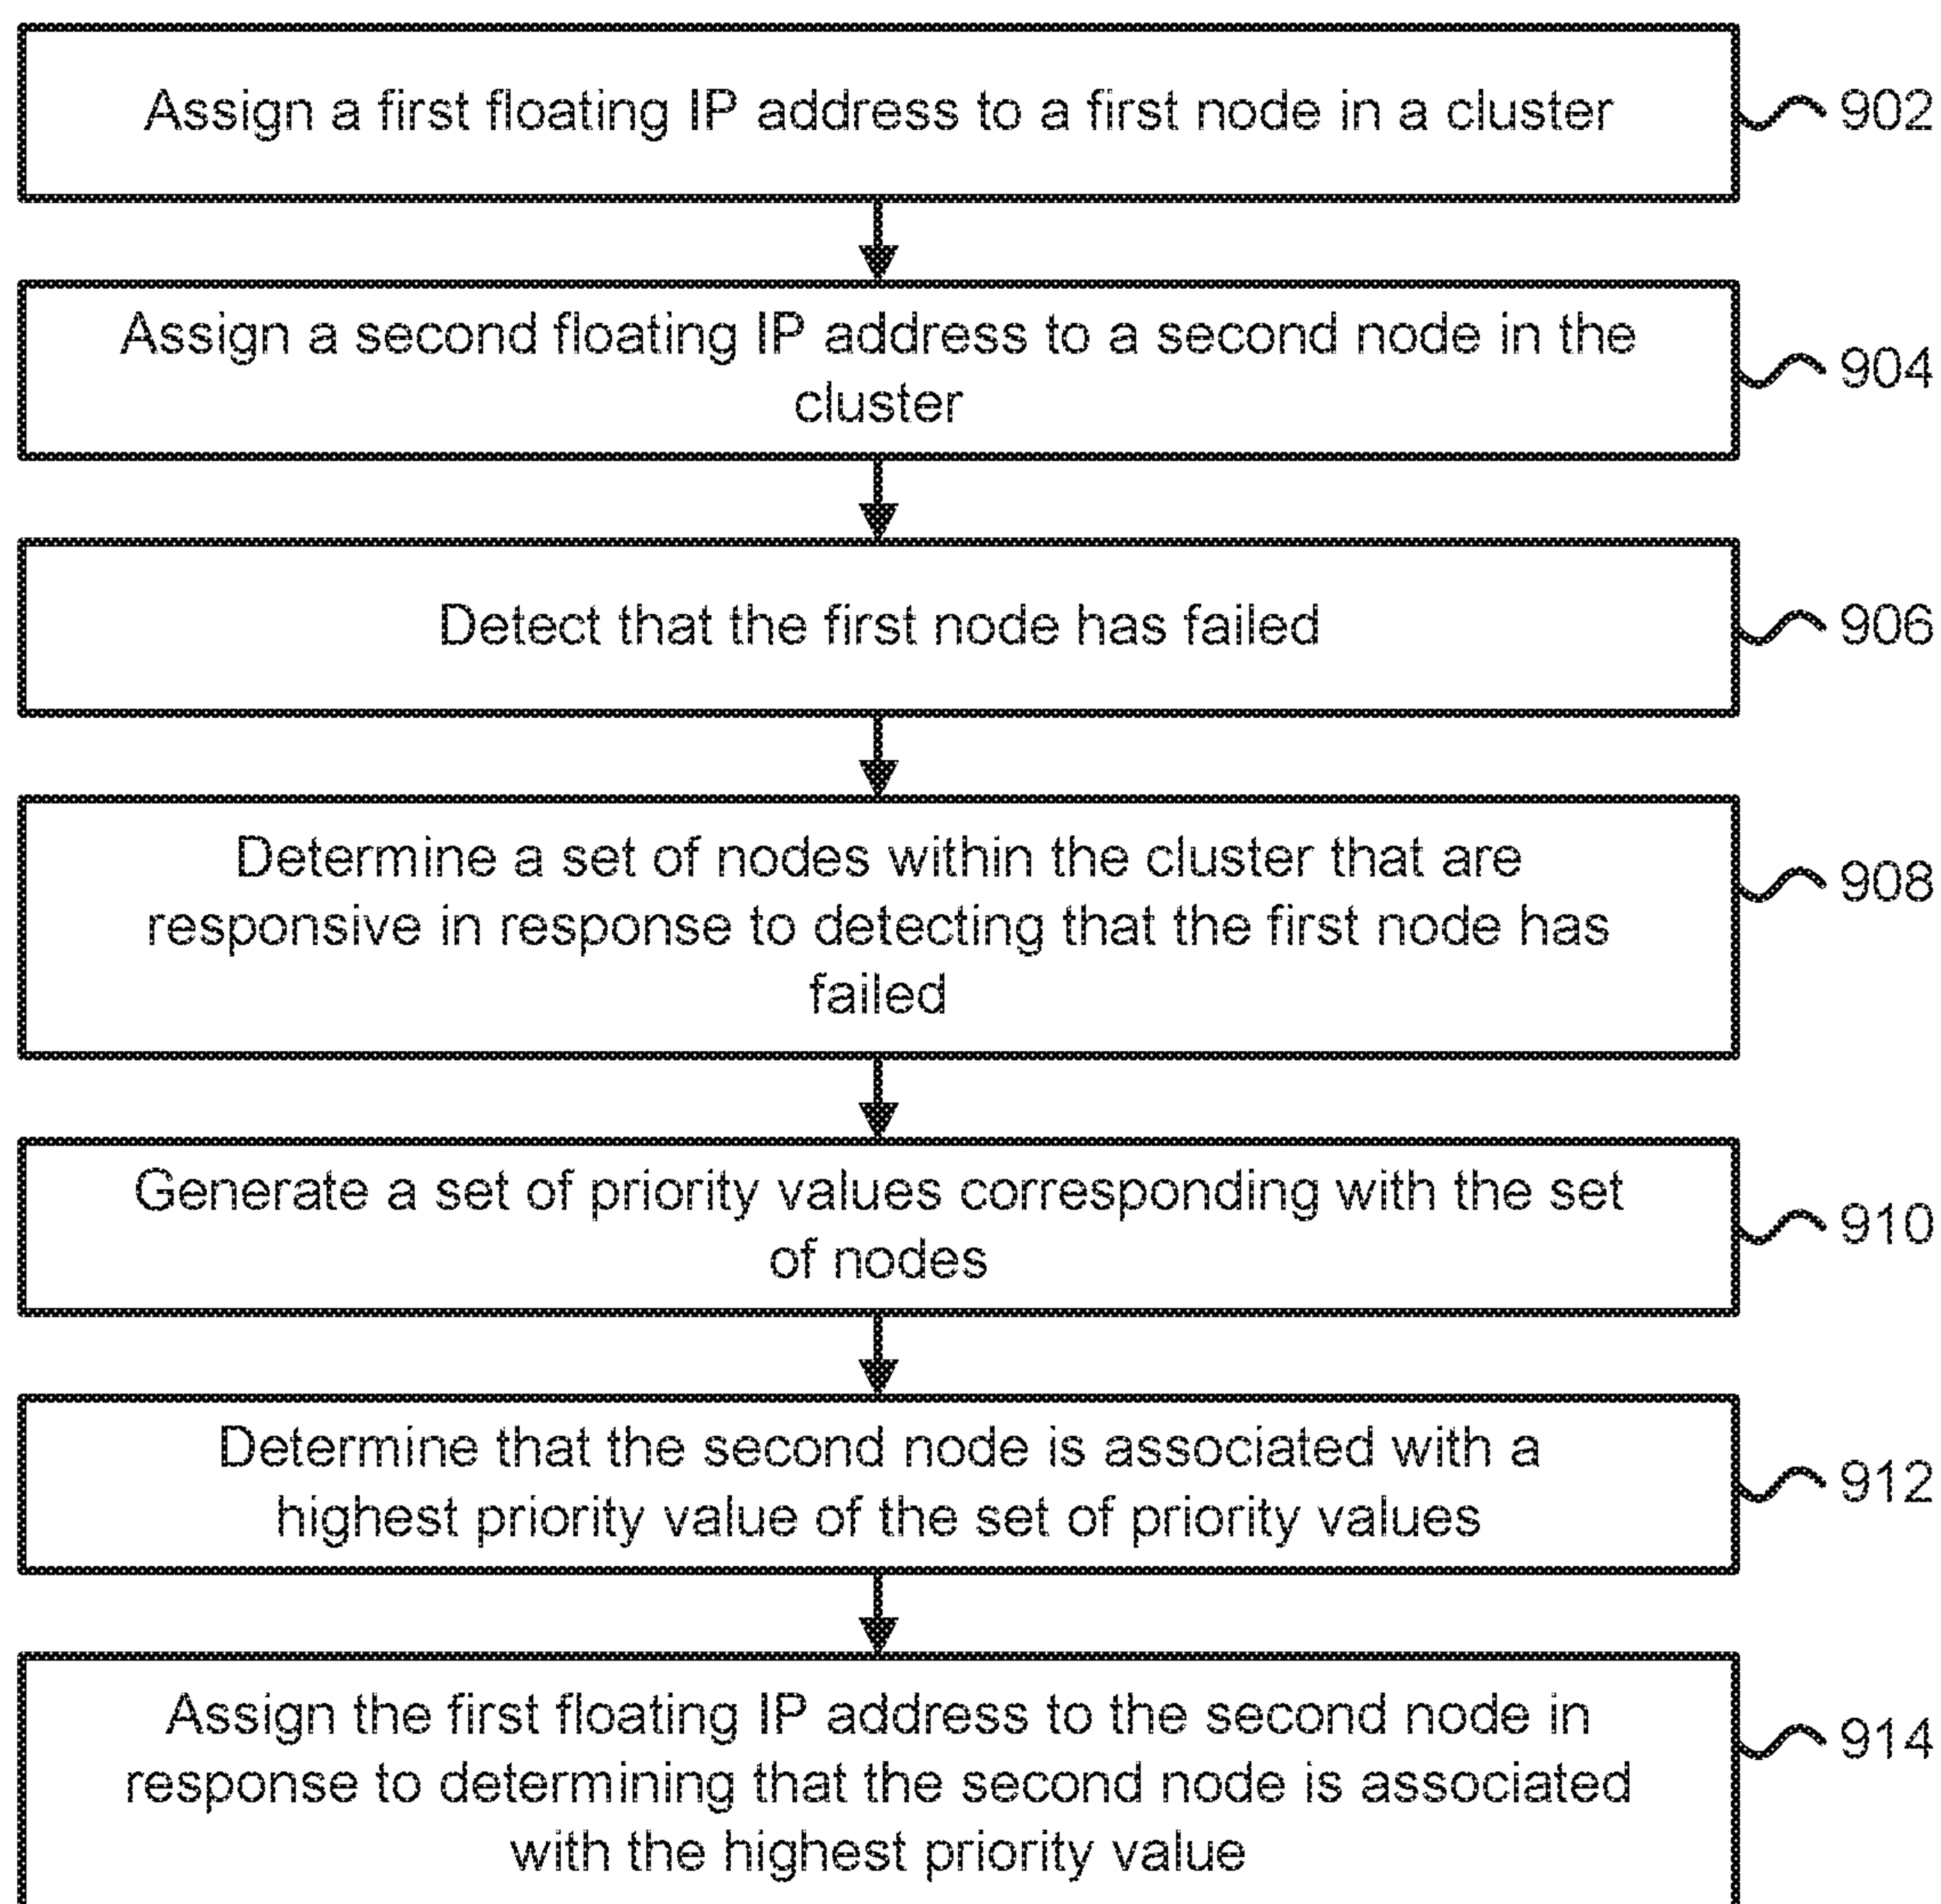 Assign a first floating IP address to a first node in a cluster
902
Assign a second floating IP address to a second node in the
cluster
904
Detect that the first node has failed
906
Determine a set of nodes within the cluster that are
responsive in response to detecting that the first node has
failed
908
Generate a set of priority values corresponding with the set
of nodes
910
Determine that the second node is associated with a
highest priority value of the set of priority values
912
Assign the first floating IP address to the second node in
response to determining that the second node is associated
with the highest priority value
914